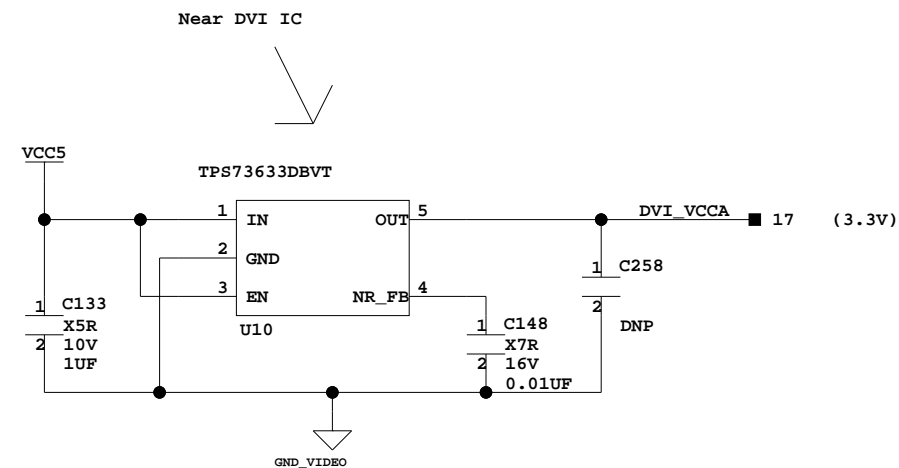 Near DVI IC
VCC5
TPS73633DBVT
1 IN OUT 5 DVI_VCCA 17 (3.3V)
2 GND
1 C258
3 EN NR_FB 4
2
DNP
1 C133
X5R
2 10V
1UF
U10
1 C148
X7R
2 16V
0.01UF
GND_VIDEO